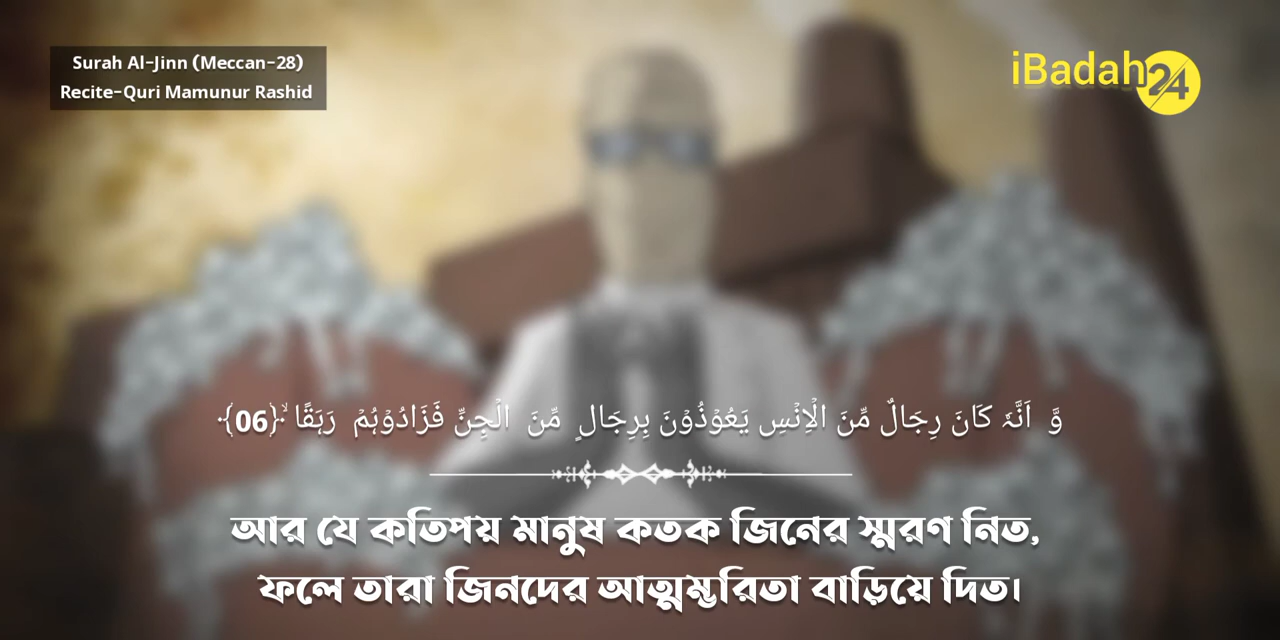 Surah Al-Jinn (Meccan-28)
Recite-Quri Mamunur Rashid
iBadah24
وَّ اَنَّہٗ کَانَ رِجَالٌ مِّنَ الۡاِنۡسِ یَعُوۡذُوۡنَ بِرِجَالٍ مِّنَ الۡجِنِّ فَزَادُوۡہُمۡ رَہَقًا ۙ﴿06﴾
আর যে কতিপয় মানুষ কতক জিনের স্মরণ নিত,
ফলে তারা জিনদের আত্মম্ভরিতা বাড়িয়ে দিত।